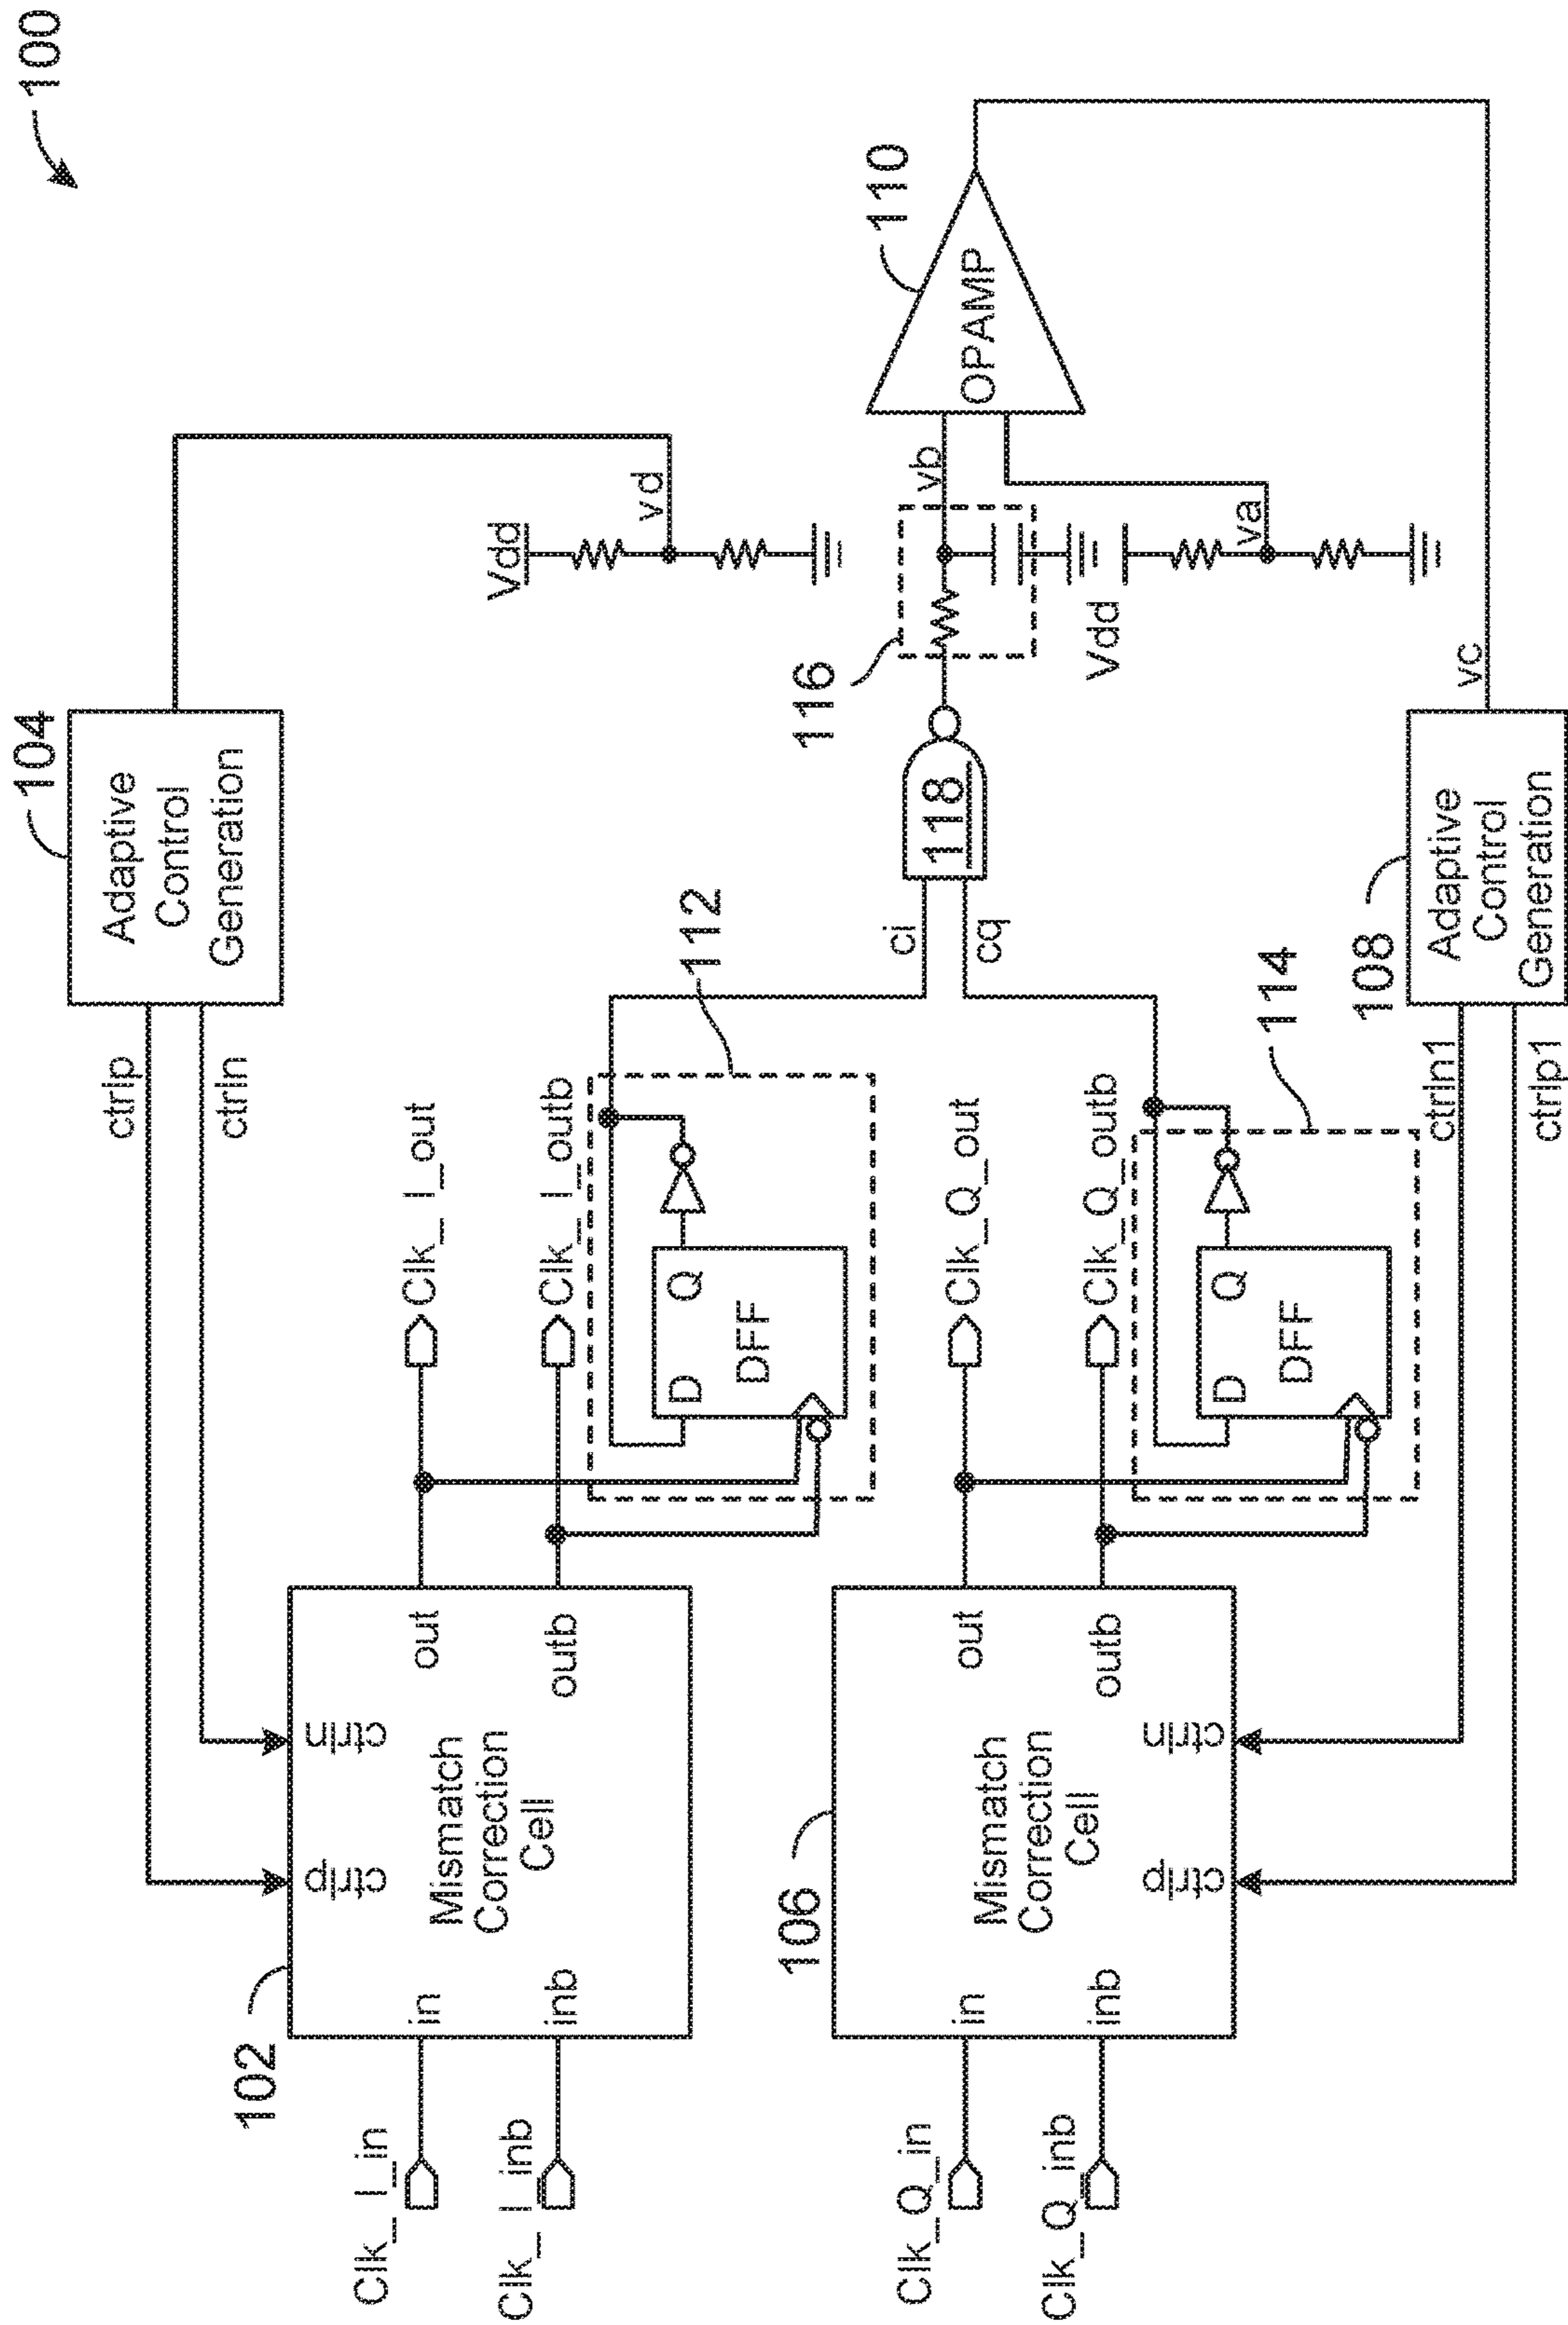 100
104
Adaptive
Control
Generation
ctrlp
ctrln
Vdd
vd
102
ctrlp
ctrln
in
inb
Mismatch
Correction
Cell
out
outb
Clk_I_in
Clk_I_inb
Clk_I_out
Clk_I_outb
112
D
Q
DFF
ci
cq
118
116
vb
OPAMP
110
Vdd
va
106
in
inb
Mismatch
Correction
Cell
out
outb
ctrlp
ctrln
Clk_Q_in
Clk_Q_inb
Clk_Q_out
Clk_Q_outb
114
D
Q
DFF
108
Adaptive
Control
Generation
ctrln1
ctrlp1
vc